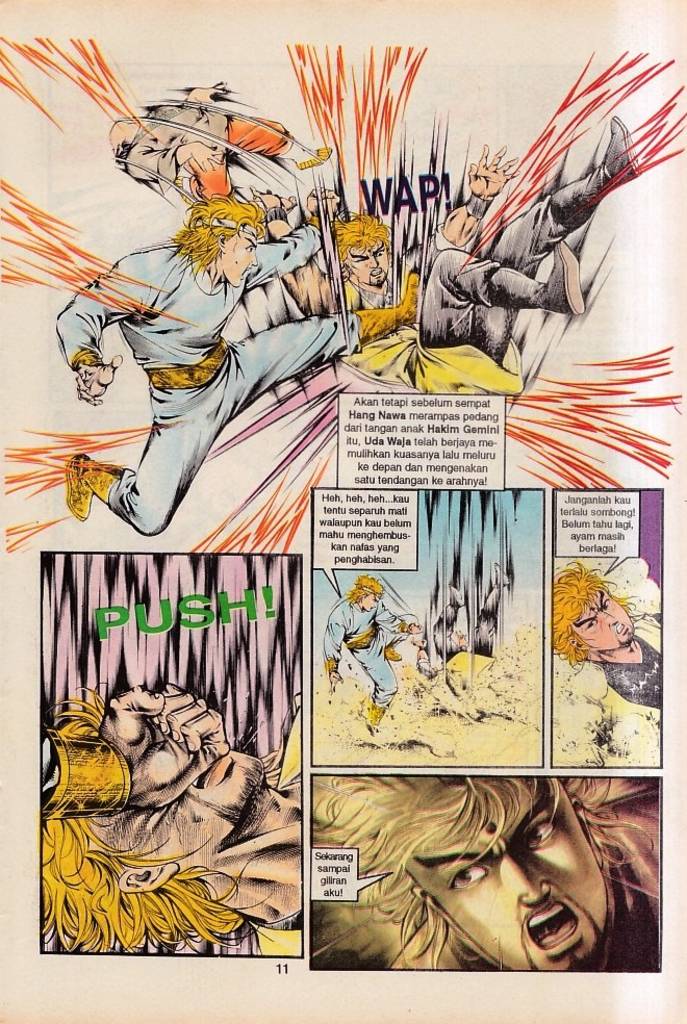 WAP!
Akan tetapi sebelum sempat
Hang Nawa merampas pedang
dari tangan anak Hakim Gemini
itu, Uda Waja telah berjaya me-
mulihkan kuasanya lalu meluru
ke depan dan mengenakan
satu tendangan ke arahnya!
PUSH!
Heh, heh, heh...kau
tentu separuh mati
walaupun kau belum
mahu menghembus-
kan nafas yang
penghabisan.
Janganlah kau
terlalu sombong!
Belum tahu lagi,
ayam masih
berlaga!
Sekarang
sampai
giliran
aku!
11